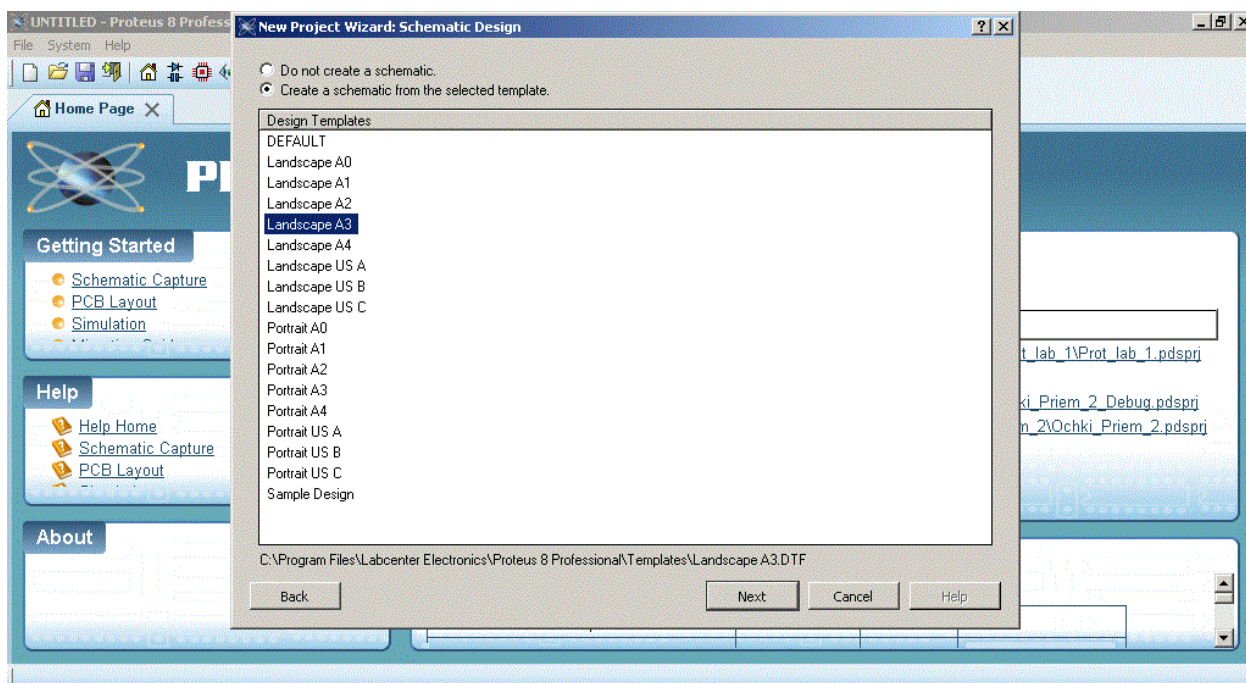 UNTITLED - Proteus 8 Profess
File System Help
Home Page
Getting Started
Schematic Capture
PCB Layout
Simulation
Help
Help Home
Schematic Capture
PCB Layout
About
New Project Wizard: Schematic Design
Do not create a schematic.
Create a schematic from the selected template.
Design Templates
DEFAULT
Landscape A0
Landscape A1
Landscape A2
Landscape A3
Landscape A4
Landscape US A
Landscape US B
Landscape US C
Portrait A0
Portrait A1
Portrait A2
Portrait A3
Portrait A4
Portrait US A
Portrait US B
Portrait US C
Sample Design
C:\Program Files\Labcenter Electronics\Proteus 8 Professional\Templates\Landscape A3.DTF
Back Next Cancel Help
t_lab_1\Prot_lab_1.pdsprj
ki_Priem_2_Debug.pdsprj
m_2\Ochki_Priem_2.pdsprj